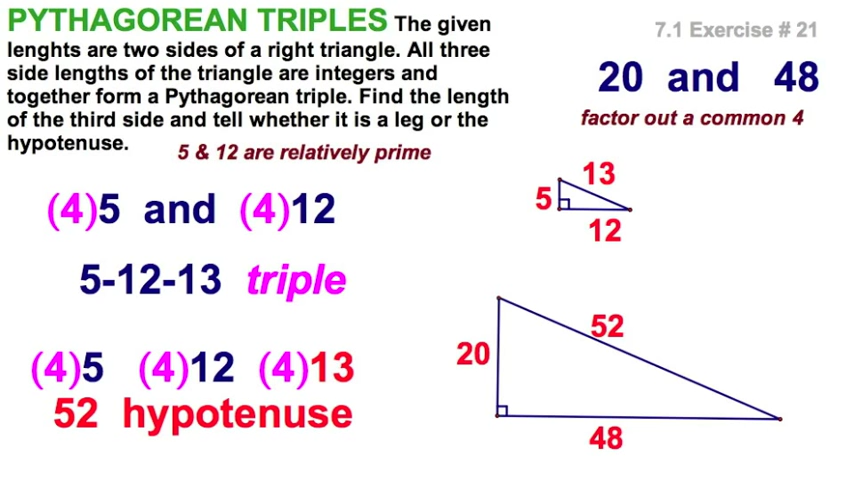 PYTHAGOREAN TRIPLES The given
lenghts are two sides of a right triangle. All three
side lengths of the triangle are integers and
together form a Pythagorean triple. Find the length
of the third side and tell whether it is a leg or the
hypotenuse.
5 & 12 are relatively prime
7.1 Exercise # 21
20 and 48
factor out a common 4
(4)5 and (4)12
5-12-13 triple
(4)5 (4)12 (4)13
52 hypotenuse
13
5
12
52
20
48